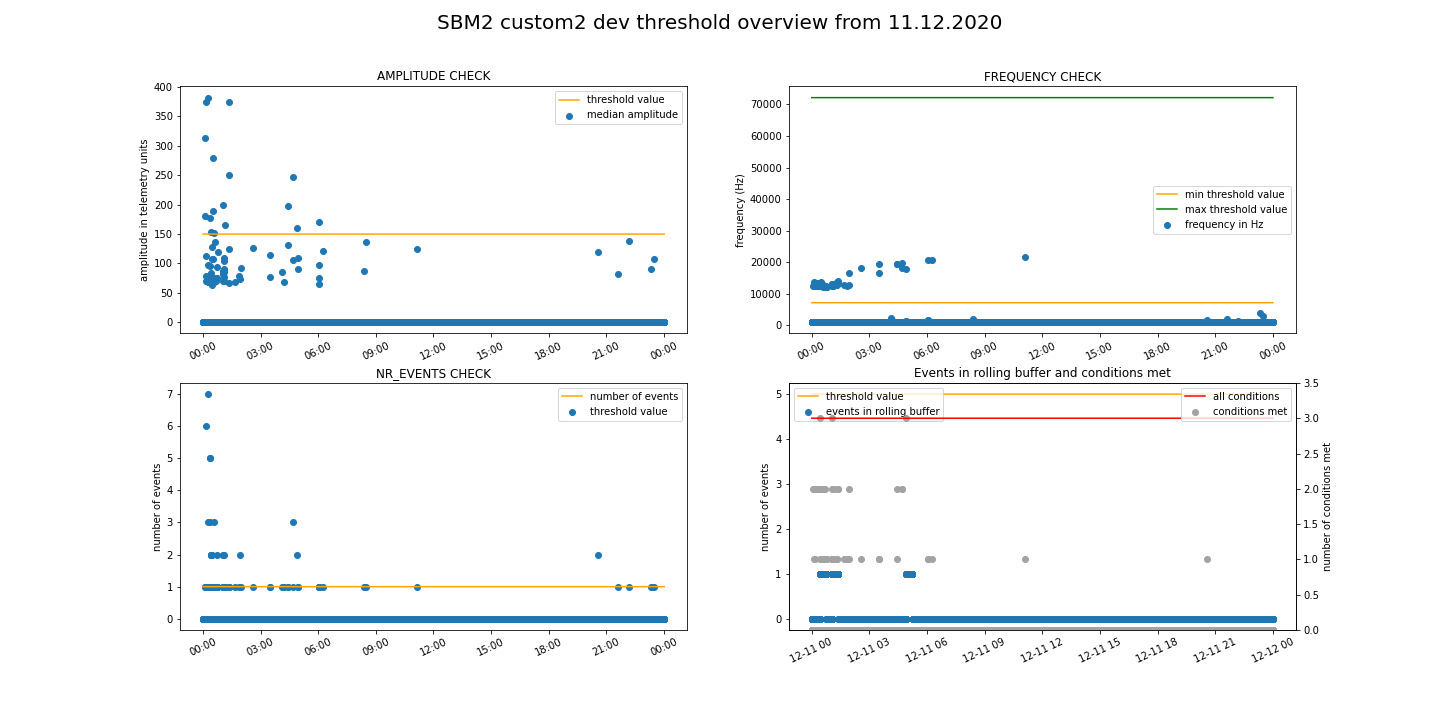 SBM2 custom2 dev threshold overview from 11.12.2020
AMPLITUDE CHECK
amplitude in telemetry units
400
350
300
250
200
150
100
50
0
threshold value
median amplitude
00:00 03:00 06:00 09:00 12:00 15:00 18:00 21:00 00:00
FREQUENCY CHECK
frequency (Hz)
70000
60000
50000
40000
30000
20000
10000
0
min threshold value
max threshold value
frequency in Hz
00:00 03:00 06:00 09:00 12:00 15:00 18:00 21:00 00:00
NR_EVENTS CHECK
number of events
7
6
5
4
3
2
1
0
number of events
threshold value
00:00 03:00 06:00 09:00 12:00 15:00 18:00 21:00 00:00
Events in rolling buffer and conditions met
number of events
5
4
3
2
1
0
threshold value
events in rolling buffer
all conditions
conditions met
3.5
3.0
2.5
2.0
1.5
1.0
0.5
0.0
number of conditions met
12-11 00 12-11 03 12-11 06 12-11 09 12-11 12 12-11 15 12-11 18 12-11 21 12-12 00